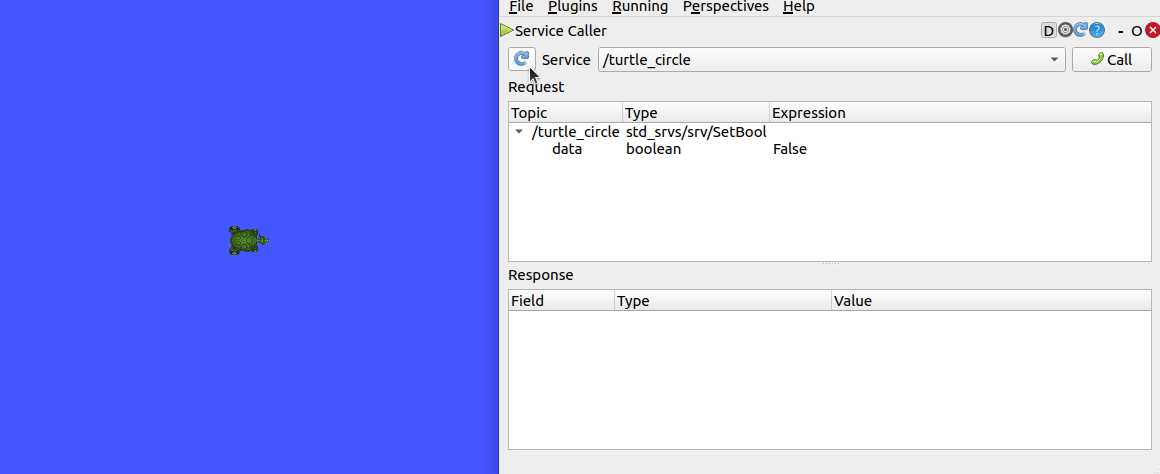 File Plugins Running Perspectives Help
Service Caller D - O
Service /turtle_circle Call
Request
Topic Type Expression
/turtle_circle std_srvs/srv/SetBool
data boolean False
Response
Field Type Value